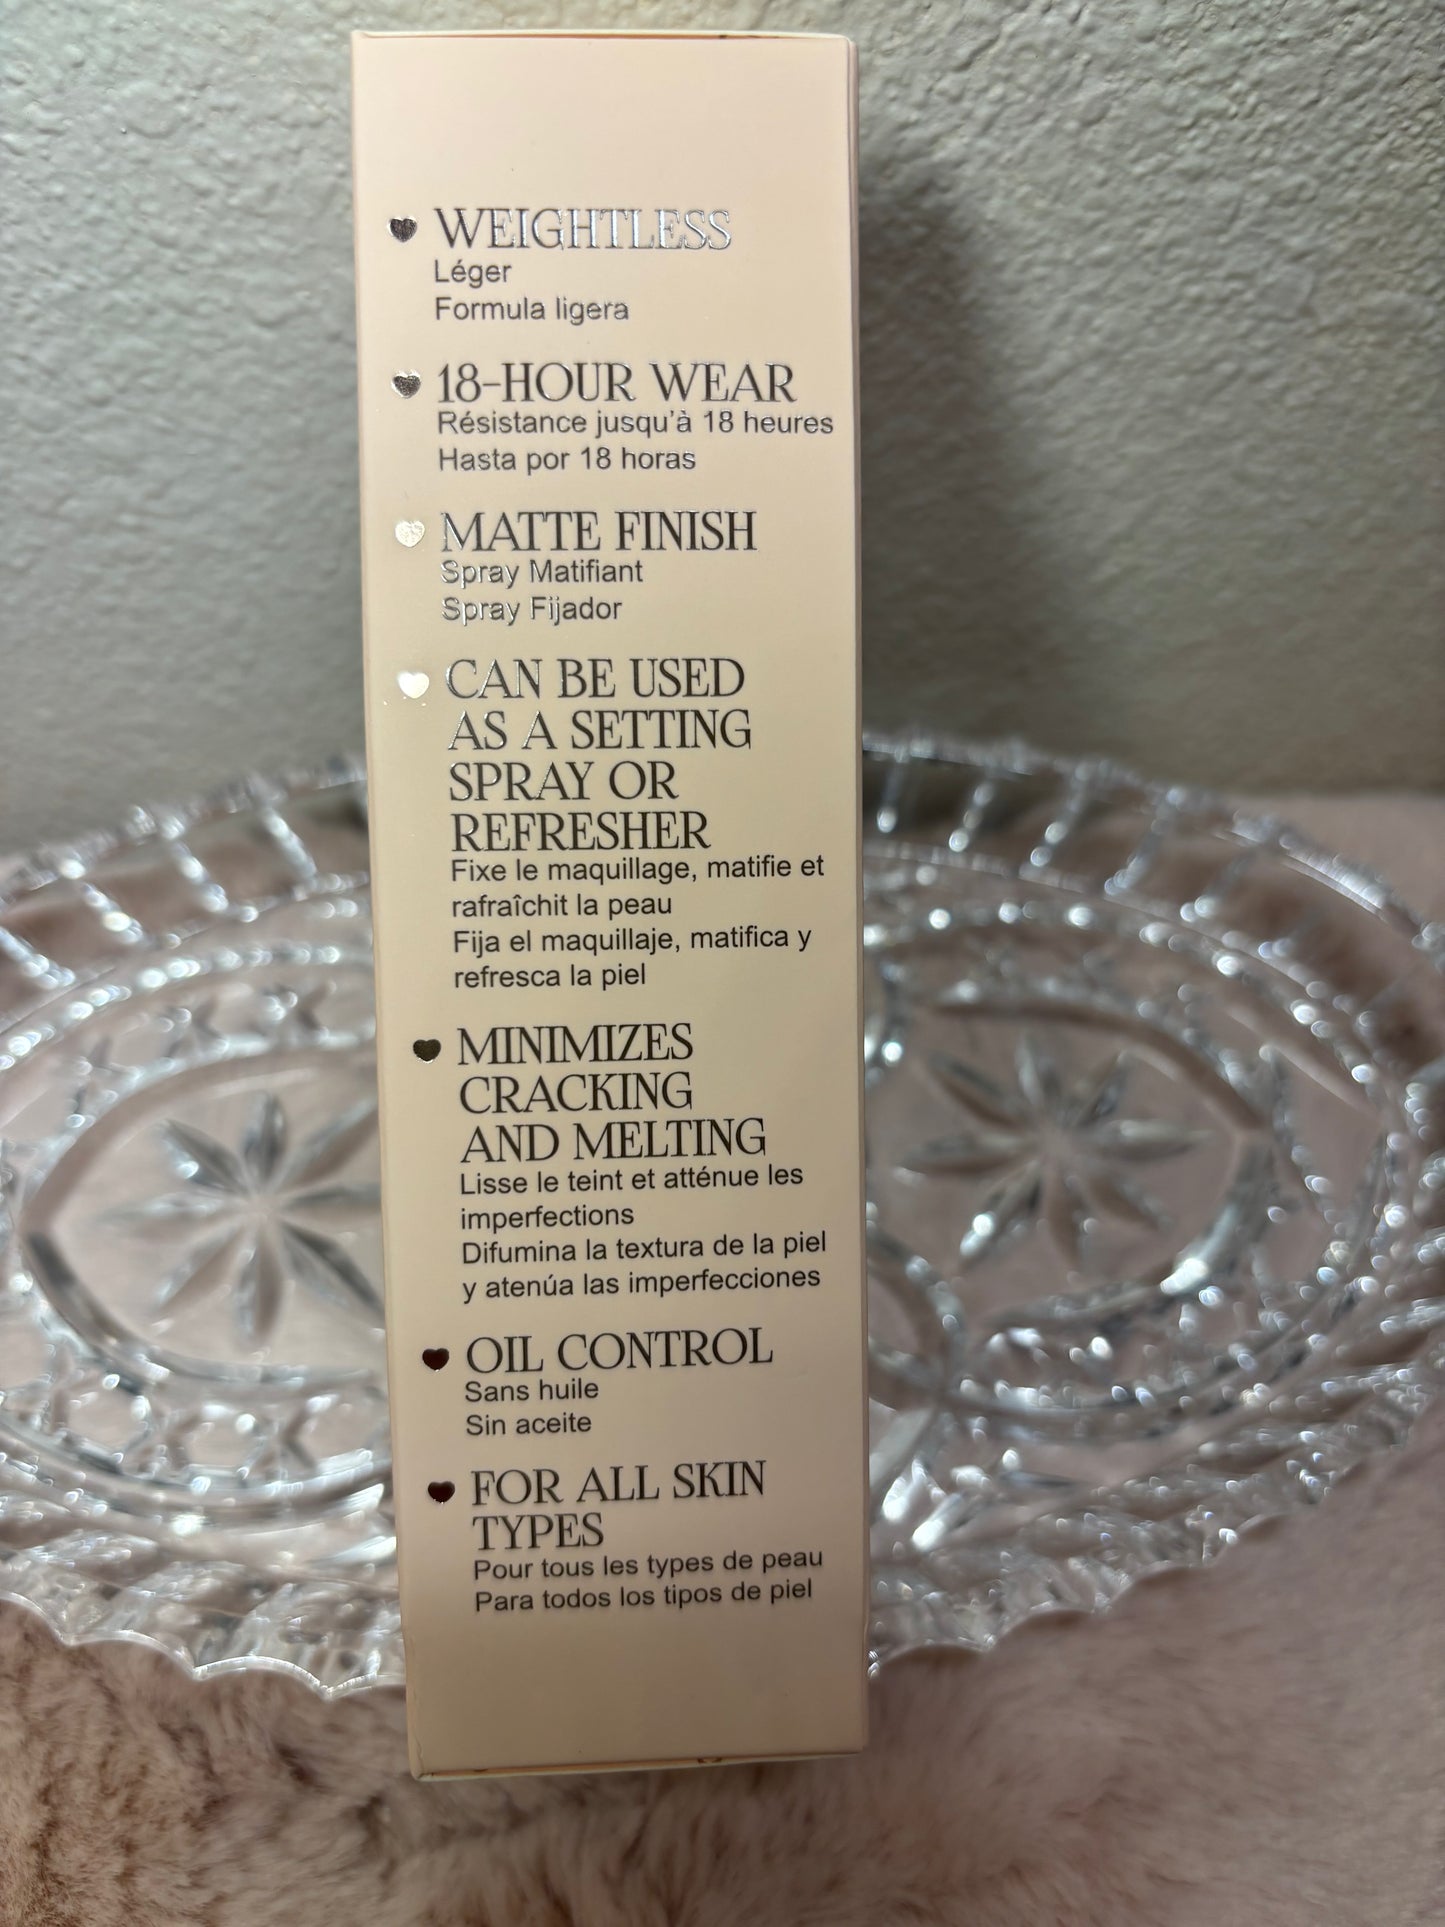 WEIGHTLESS
Léger
Formula ligera
18-HOUR WEAR
Résistance jusqu'à 18 heures
Hasta por 18 horas
MATTE FINISH
Spray Matifiant
Spray Fijador
CAN BE USED
AS A SETTING
SPRAY OR
REFRESHER
Fixe le maquillage, matifie et
rafraîchit la peau
Fija el maquillaje, matifica y
refresca la piel
MINIMIZES
CRACKING
AND MELTING
Lisse le teint et atténue les
imperfections
Difumina la textura de la piel
y atenúa las imperfecciones
OIL CONTROL
Sans huile
Sin aceite
FOR ALL SKIN
TYPES
Pour tous les types de peau
Para todos los tipos de piel